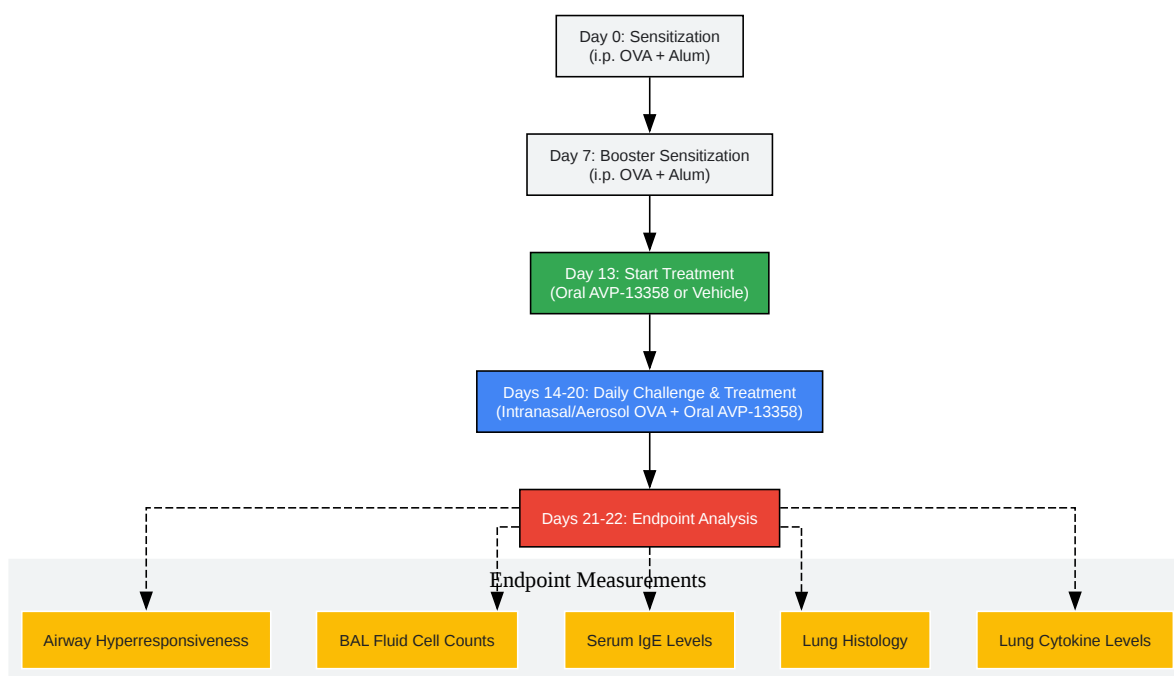 Day 0: Sensitization
(i.p. OVA + Alum)
Day 7: Booster Sensitization
(i.p. OVA + Alum)
Day 13: Start Treatment
(Oral AVP-13358 or Vehicle)
Days 14-20: Daily Challenge & Treatment
(Intranasal/Aerosol OVA + Oral AVP-13358)
Days 21-22: Endpoint Analysis
Endpoint Measurements
Airway Hyperresponsiveness
BAL Fluid Cell Counts
Serum IgE Levels
Lung Histology
Lung Cytokine Levels